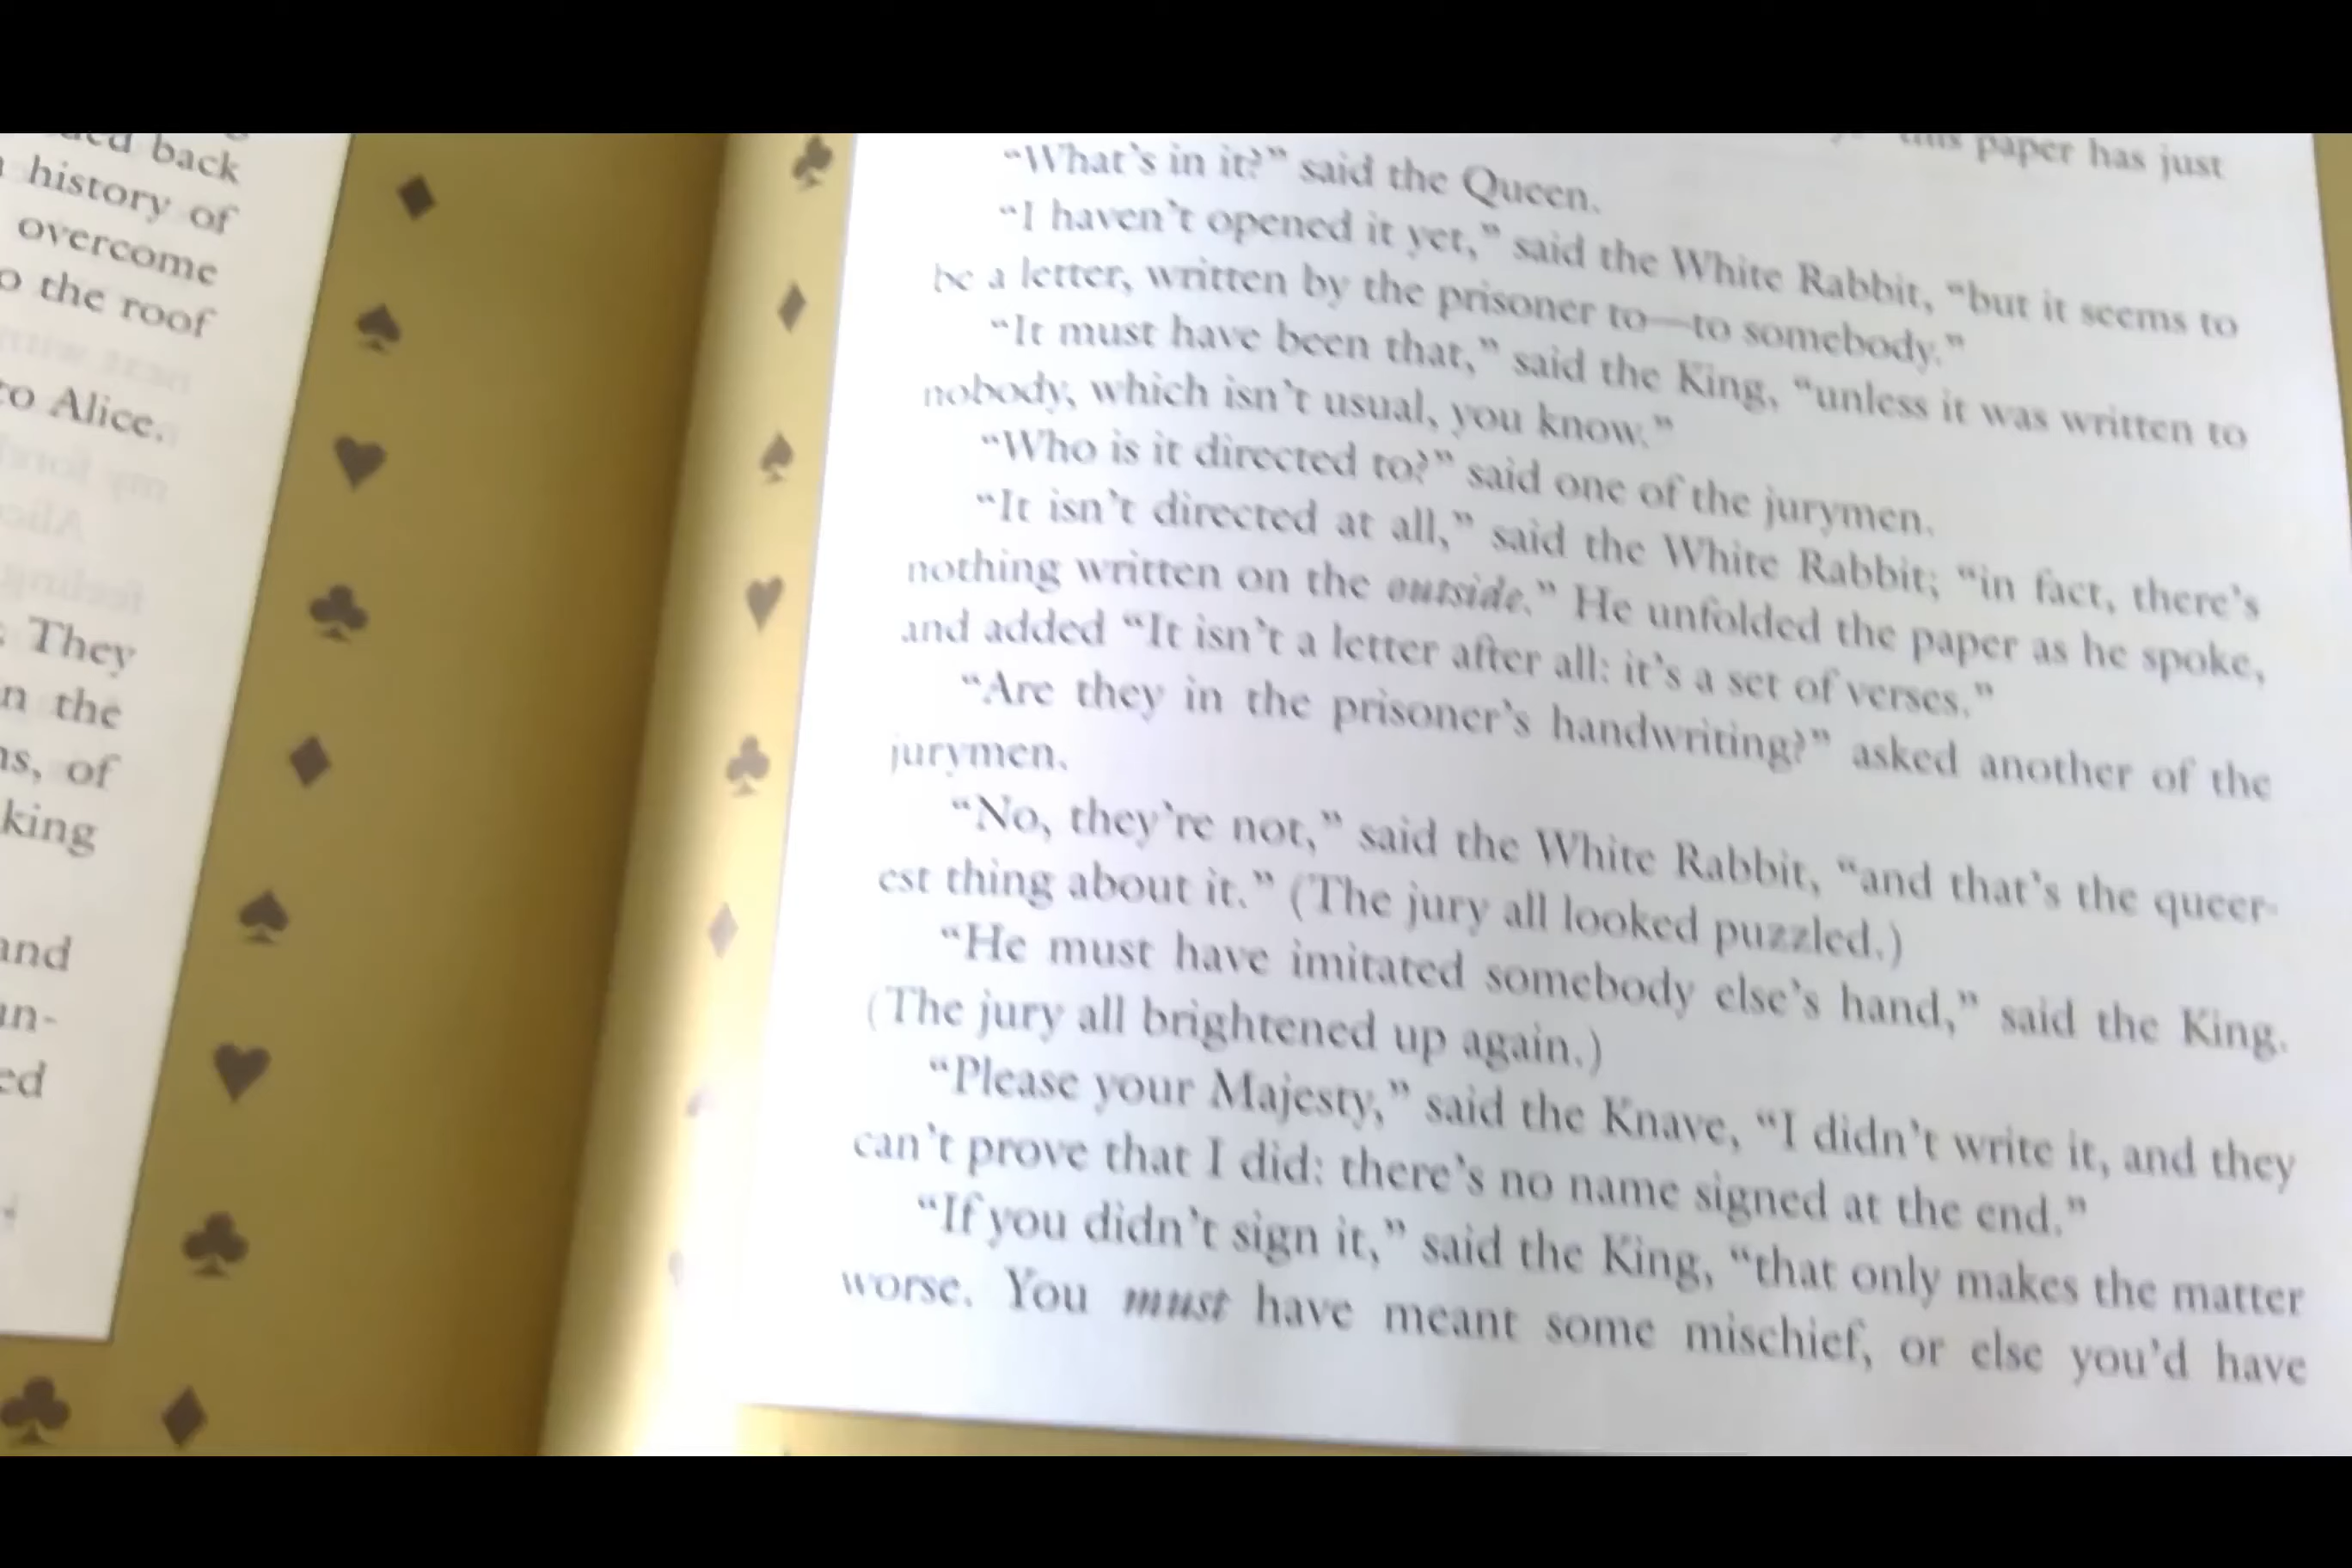 back
history of
overcome
the roof
Alice.
They
the
of
and
this paper has just
“What’s in it?” said the Queen.
“I haven’t opened it yet,” said the White Rabbit, “but it seems to
be a letter, written by the prisoner to—to somebody.”
“It must have been that,” said the King, “unless it was written to
nobody, which isn’t usual, you know.”
“Who is it directed to?” said one of the jurymen.
“It isn’t directed at all,” said the White Rabbit; “in fact, there’s
nothing written on the outside.” He unfolded the paper as he spoke,
and added “It isn’t a letter after all: it’s a set of verses.”
“Are they in the prisoner’s handwriting?” asked another of the
jurymen.
“No, they’re not,” said the White Rabbit, “and that’s the queer-
est thing about it.” (The jury all looked puzzled.)
“He must have imitated somebody else’s hand,” said the King.
(The jury all brightened up again.)
“Please your Majesty,” said the Knave, “I didn’t write it, and they
can’t prove that I did: there’s no name signed at the end.”
“If you didn’t sign it,” said the King, “that only makes the matter
worse. You must have meant some mischief, or else you’d have